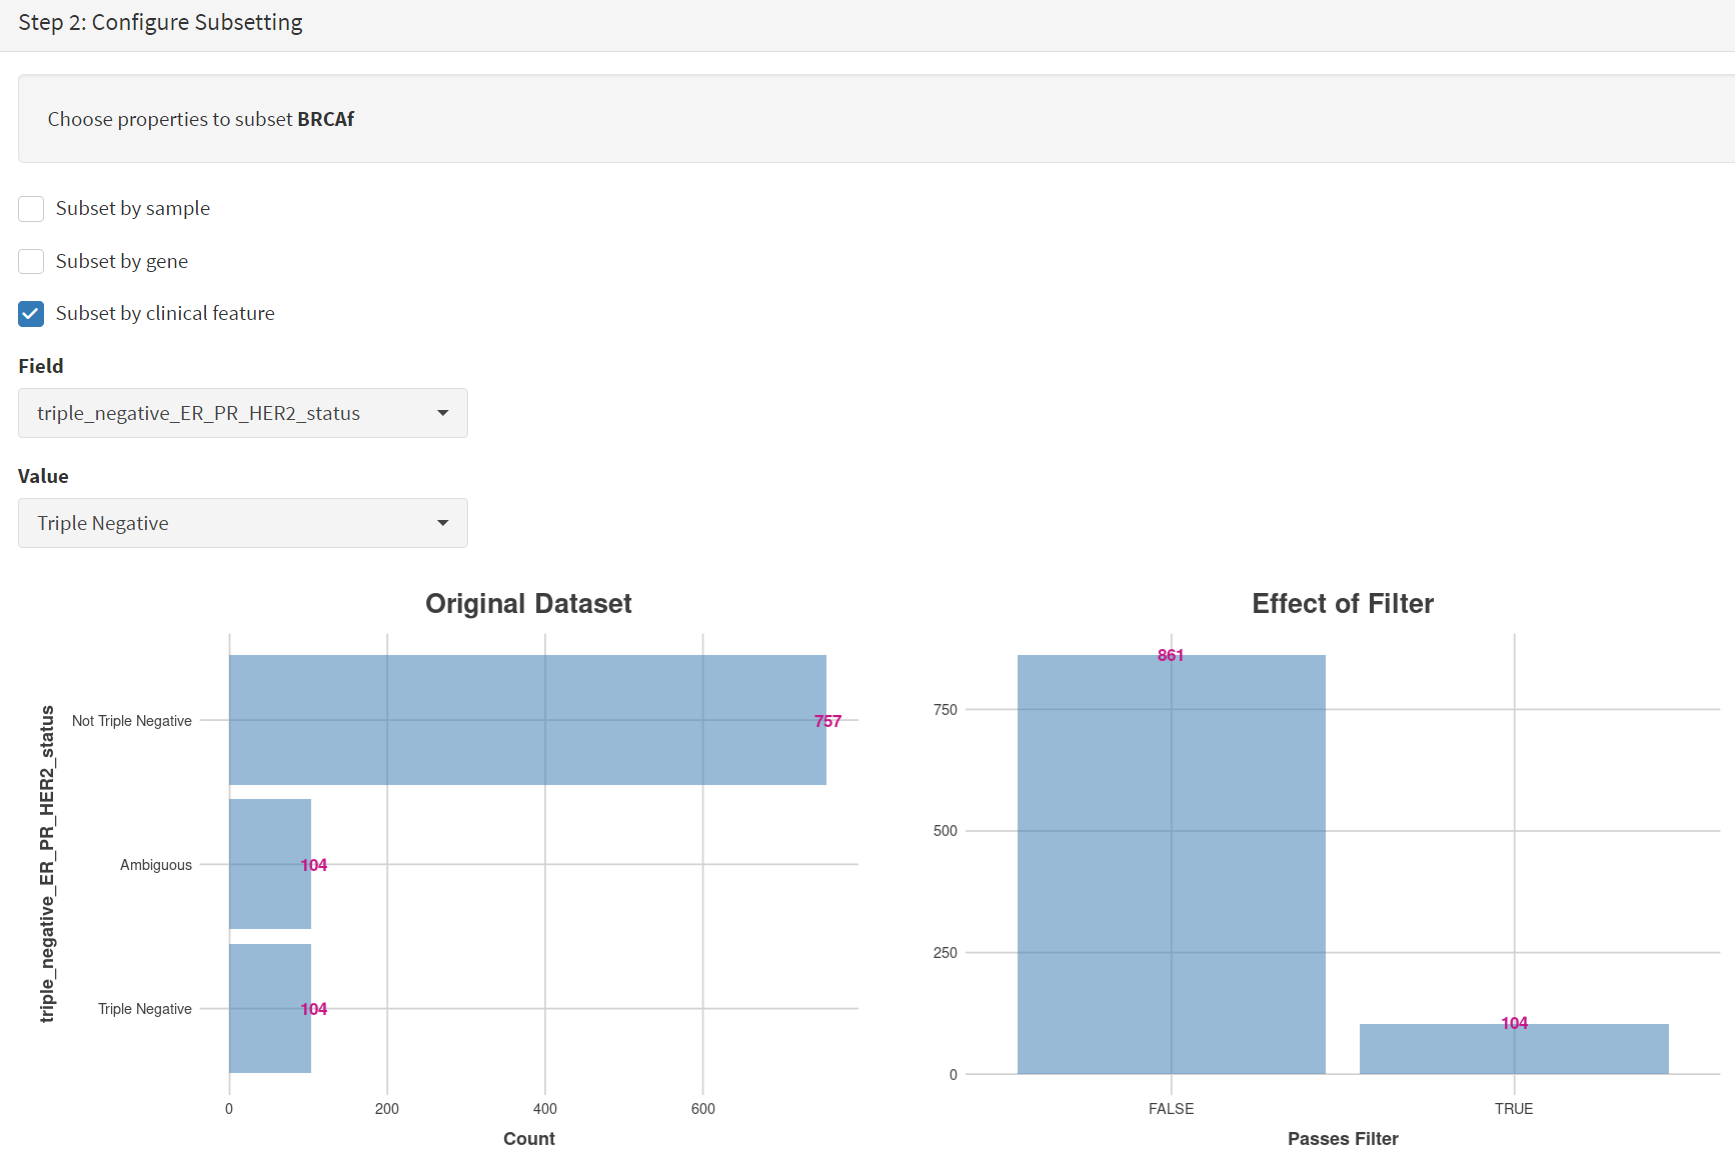 Step 2: Configure Subsetting
Choose properties to subset BRCAf
Subset by sample
Subset by gene
Subset by clinical feature
Field
triple_negative_ER_PR_HER2_status
Value
Triple Negative
Original Dataset
triple_negative_ER_PR_HER2_status
Not Triple Negative
757
Ambiguous
104
Triple Negative
104
0 200 400 600
Count
Effect of Filter
861
750
500
250
104
0
FALSE TRUE
Passes Filter